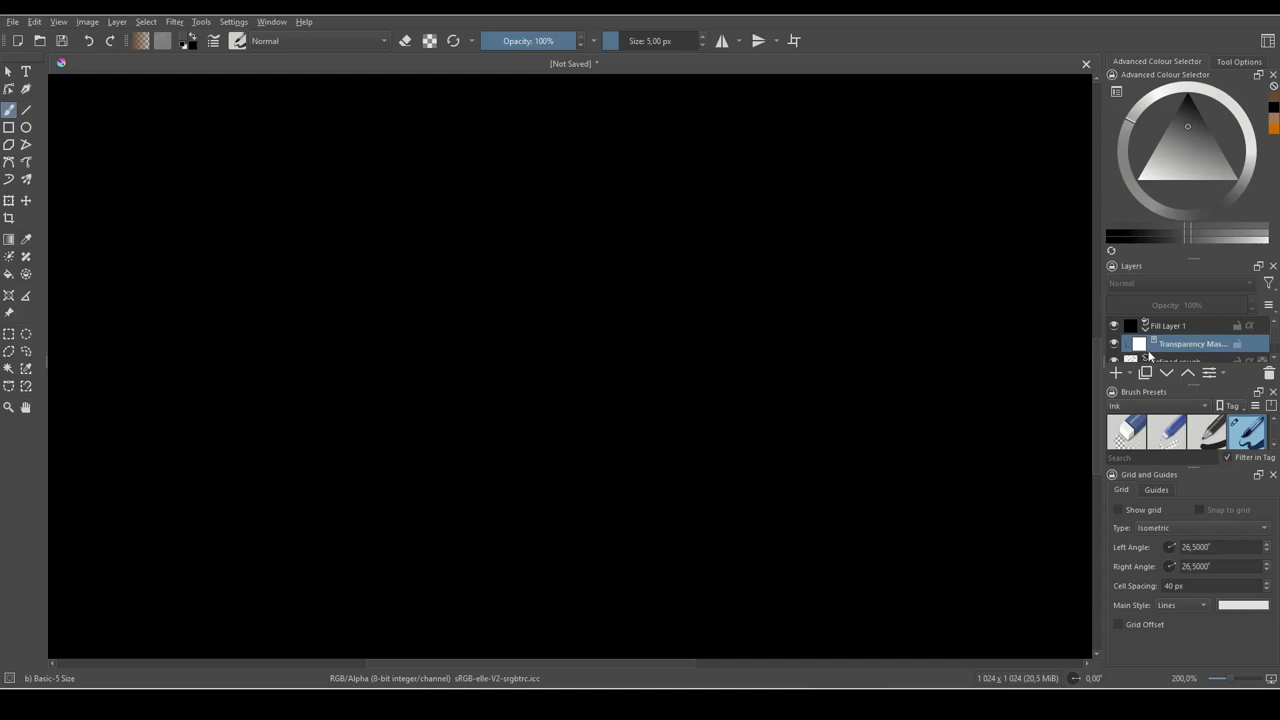 File Edit View Image Layer Select Filter Tools Settings Window Help
Normal Opacity: 100% Size: 5,00 px
[Not Saved] *
Advanced Colour Selector Tool Options
Advanced Colour Selector
Layers
Normal
Opacity: 100%
Fill Layer 1
Transparency Mas...
Refined rough
Brush Presets
Ink Tag
Search Filter in Tag
Grid and Guides
Grid Guides
Show grid Snap to grid
Type: Isometric
Left Angle: 26,5000°
Right Angle: 26,5000°
Cell Spacing: 40 px
Main Style: Lines
Grid Offset
b) Basic-5 Size RGB/Alpha (8-bit integer/channel) sRGB-elle-V2-srgbtrc.icc 1 024 x 1 024 (20,5 MiB) 0,00° 200,0%